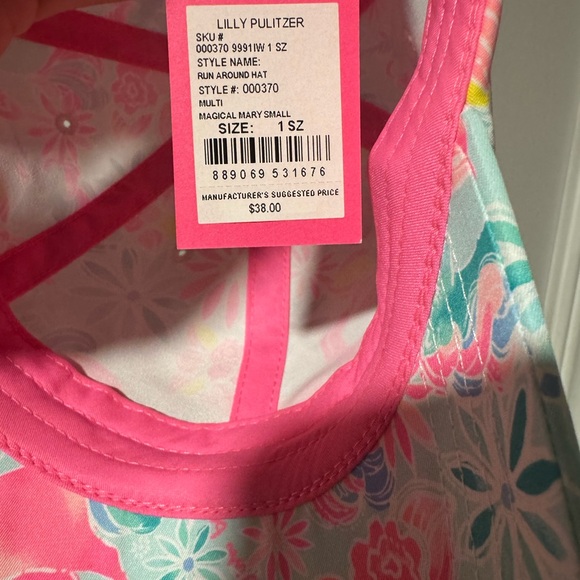 LILLY PULITZER
SKU #
000370 9991IW 1 SZ
STYLE NAME:
RUN AROUND HAT
STYLE #: 000370
MULTI
MAGICAL MARY SMALL
SIZE: 1 SZ
889069 531676
MANUFACTURER'S SUGGESTED PRICE
$38.00